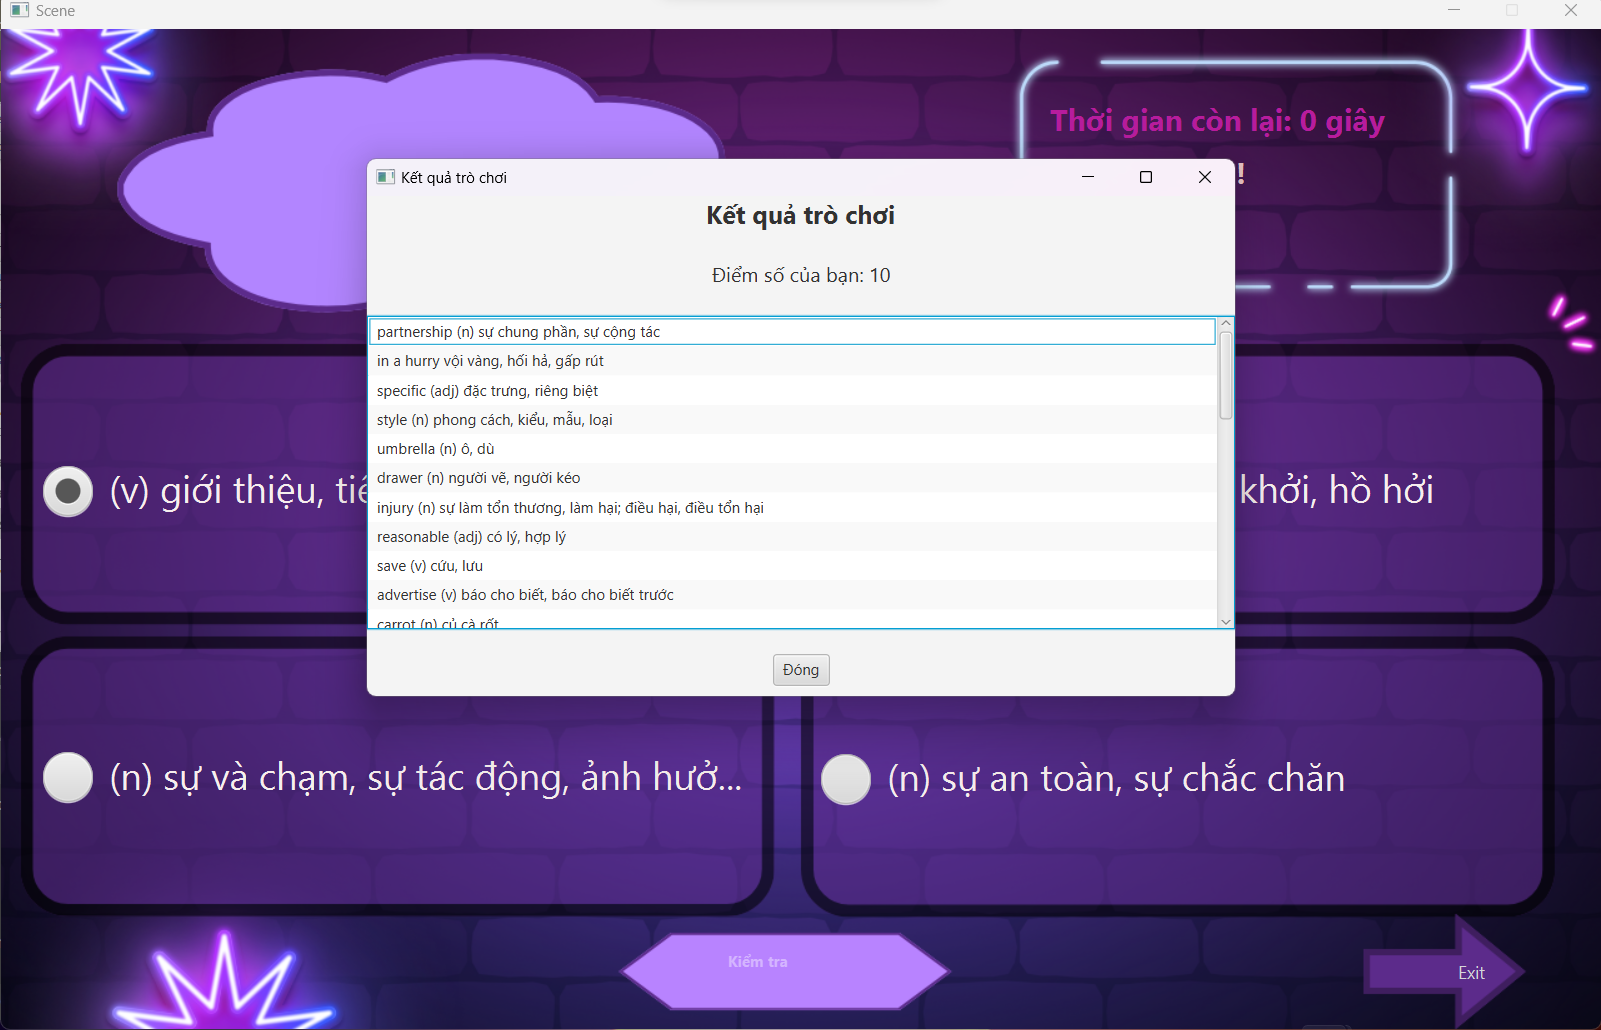 Scene
Thời gian còn lại: 0 giây
!
Kết quả trò chơi
Kết quả trò chơi
Điểm số của bạn: 10
partnership (n) sự chung phần, sự cộng tác
in a hurry vội vàng, hối hả, gấp rút
specific (adj) đặc trưng, riêng biệt
style (n) phong cách, kiểu, mẫu, loại
umbrella (n) ô, dù
drawer (n) người vẽ, người kéo
injury (n) sự làm tổn thương, làm hại; điều hại, điều tổn hại
reasonable (adj) có lý, hợp lý
save (v) cứu, lưu
advertise (v) báo cho biết, báo cho biết trước
carrot (n) củ cà rốt
Đóng
(v) giới thiệu,
khởi, hồ hởi
(n) sự và chạm, sự tác động, ảnh hưở...
(n) sự an toàn, sự chắc chăn
Kiểm tra
Exit